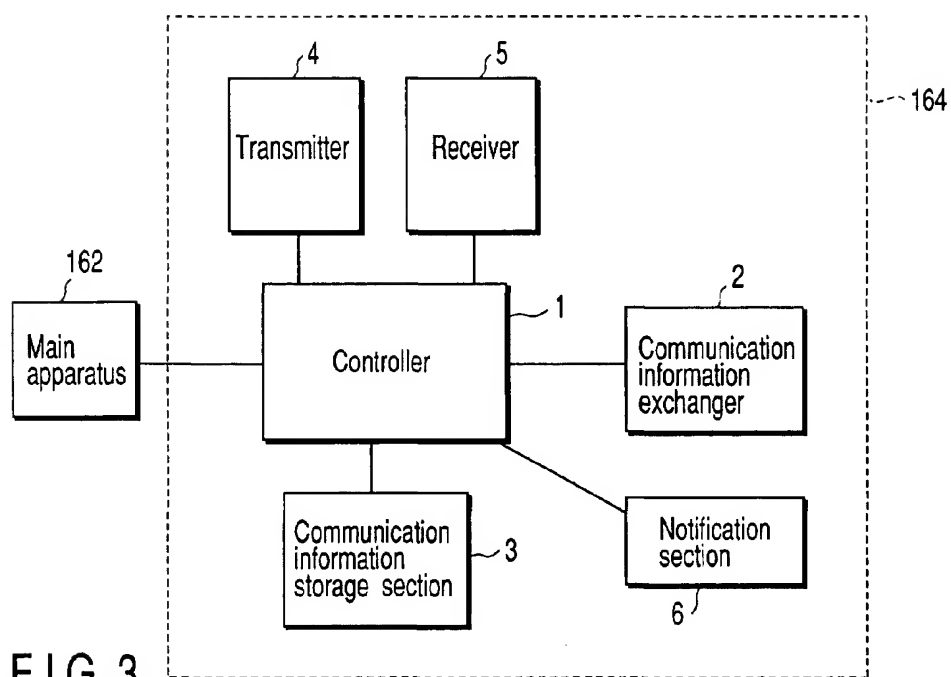 4
5
164
Transmitter
Receiver
162
1
2
Main
apparatus
Controller
Communication
information
exchanger
Communication
information
storage section
3
Notification
section
6
FIG. 3